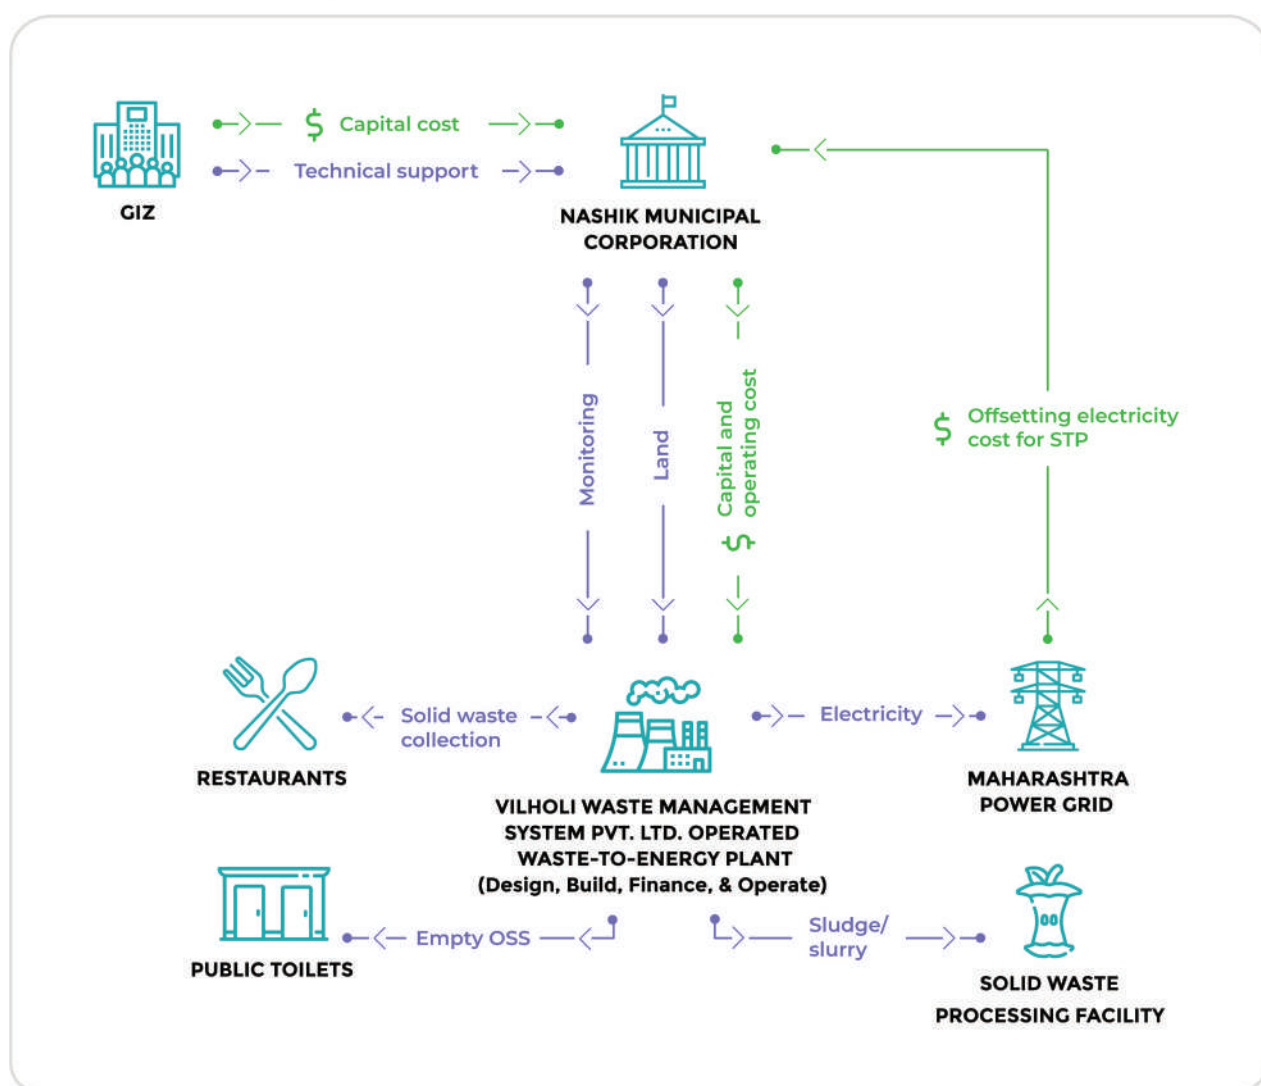 $ Capital cost
Technical support
GIZ
NASHIK MUNICIPAL
CORPORATION
Monitoring
Land
$ Capital and
operating cost
$ Offsetting electricity
cost for STP
Solid waste
collection
Electricity
RESTAURANTS
MAHARASHTRA
POWER GRID
VILHOLI WASTE MANAGEMENT
SYSTEM PVT. LTD. OPERATED
WASTE-TO-ENERGY PLANT
(Design, Build, Finance, & Operate)
Empty OSS
Sludge/
slurry
PUBLIC TOILETS
SOLID WASTE
PROCESSING FACILITY